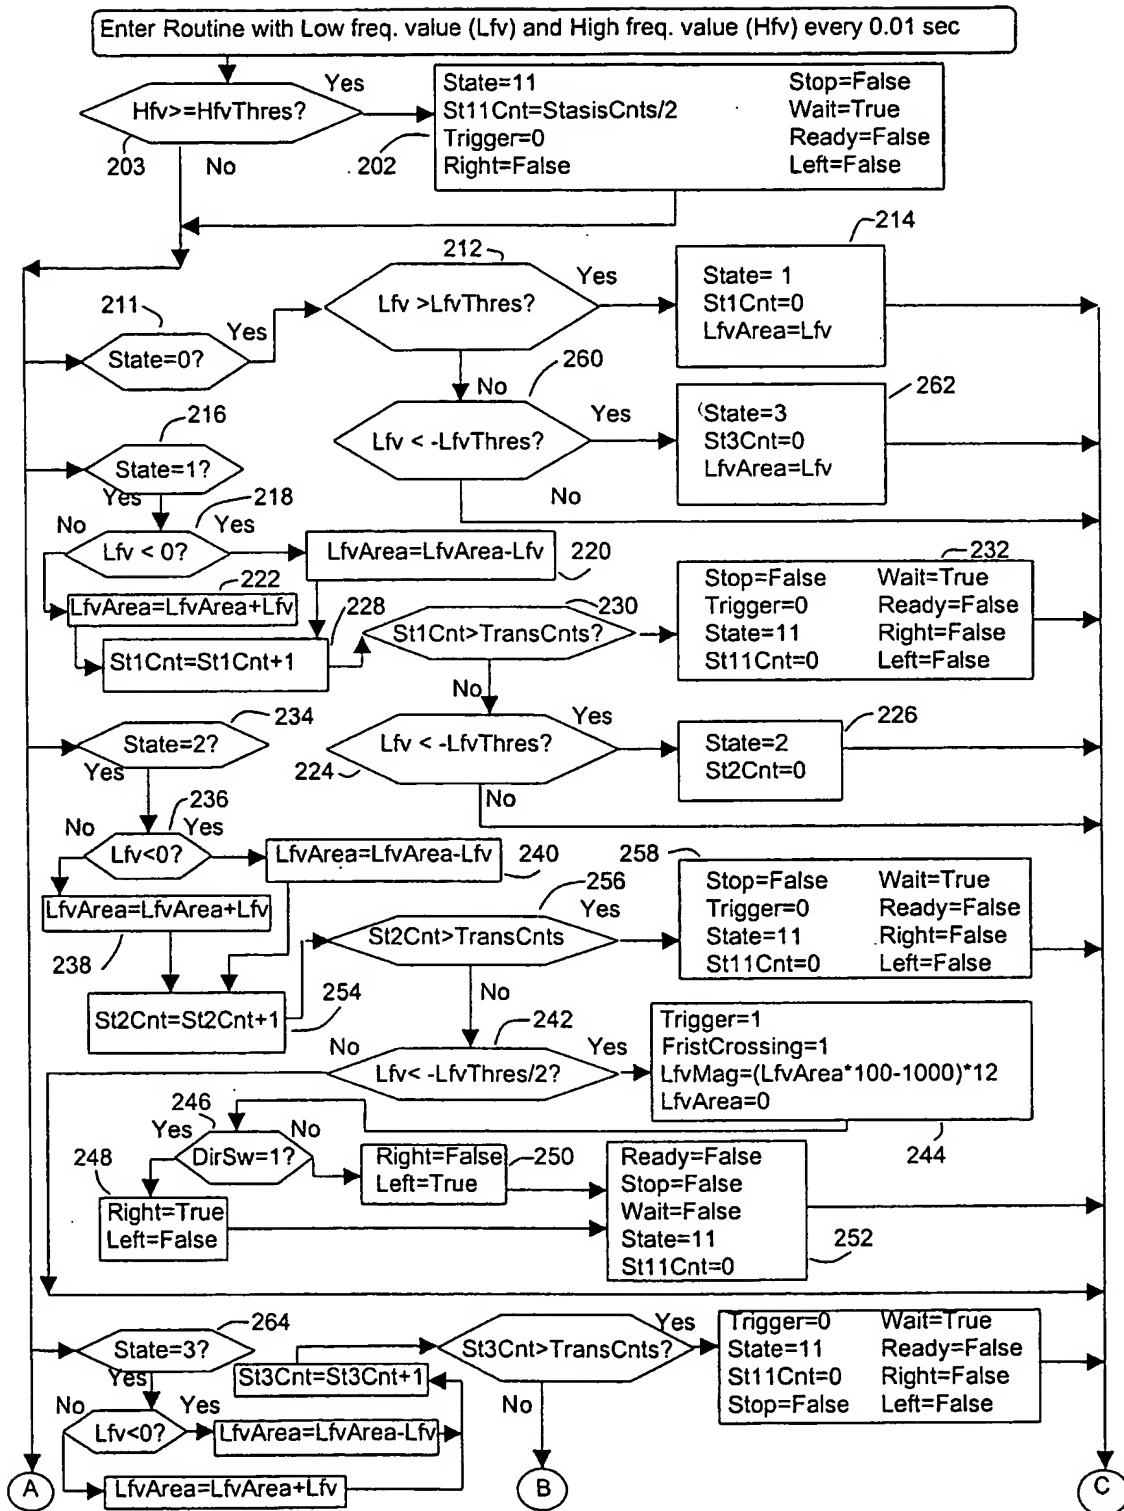 Enter Routine with Low freq. value (Lfv) and High freq. value (Hfv) every 0.01 sec
Hfv>=HfvThres?
Yes
203
No
State=11
Stop=False
St11Cnt=StasisCnts/2
Wait=True
Trigger=0
Ready=False
Right=False
Left=False
202
212
Lfv >LfvThres?
Yes
No
214
State= 1
St1Cnt=0
LfvArea=Lfv
211
State=0?
Yes
260
Lfv < -LfvThres?
Yes
No
262
State=3
St3Cnt=0
LfvArea=Lfv
216
State=1?
Yes
218
No
Yes
Lfv < 0?
LfvArea=LfvArea-Lfv
220
222
LfvArea=LfvArea+Lfv
228
St1Cnt=St1Cnt+1
230
St1Cnt>TransCnts?
No
232
Stop=False
Wait=True
Trigger=0
Ready=False
State=11
Right=False
St11Cnt=0
Left=False
234
State=2?
Yes
Lfv < -LfvThres?
Yes
224
No
226
State=2
St2Cnt=0
236
No
Yes
Lfv<0?
LfvArea=LfvArea-Lfv
240
LfvArea=LfvArea+Lfv
238
256
St2Cnt>TransCnts
Yes
No
258
Stop=False
Wait=True
Trigger=0
Ready=False
State=11
Right=False
St11Cnt=0
Left=False
St2Cnt=St2Cnt+1
254
242
No
Lfv< -LfvThres/2?
Yes
Trigger=1
FristCrossing=1
LfvMag=(LfvArea*100-1000)*12
LfvArea=0
244
246
Yes
No
DirSw=1?
248
Right=True
Left=False
Right=False
Left=True
250
Ready=False
Stop=False
Wait=False
State=11
St11Cnt=0
252
264
State=3?
Yes
St3Cnt=St3Cnt+1
St3Cnt>TransCnts?
Yes
No
Trigger=0
Wait=True
State=11
Ready=False
St11Cnt=0
Right=False
Stop=False
Left=False
No
Yes
Lfv<0?
LfvArea=LfvArea-Lfv
LfvArea=LfvArea+Lfv
A
B
C